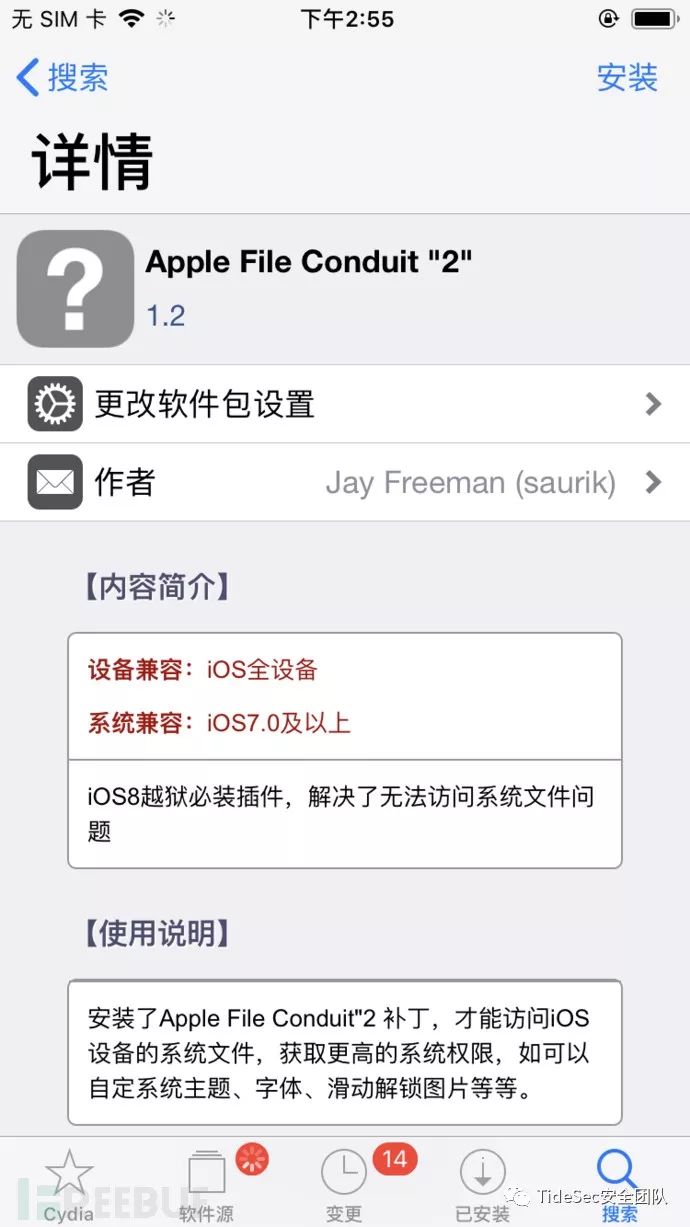 无 SIM 卡 下午2:55
搜索 安装
详情
Apple File Conduit "2"
1.2
更改软件包设置
作者 Jay Freeman (saurik)
【内容简介】
设备兼容：iOS全设备
系统兼容：iOS7.0及以上
iOS8越狱必装插件，解决了无法访问系统文件问
题
【使用说明】
安装了Apple File Conduit"2 补丁，才能访问iOS
设备的系统文件，获取更高的系统权限，如可以
自定系统主题、字体、滑动解锁图片等等。
14
Cydia 软件源 变更 已安装 搜索
FREEBUF
TideSec安全团队